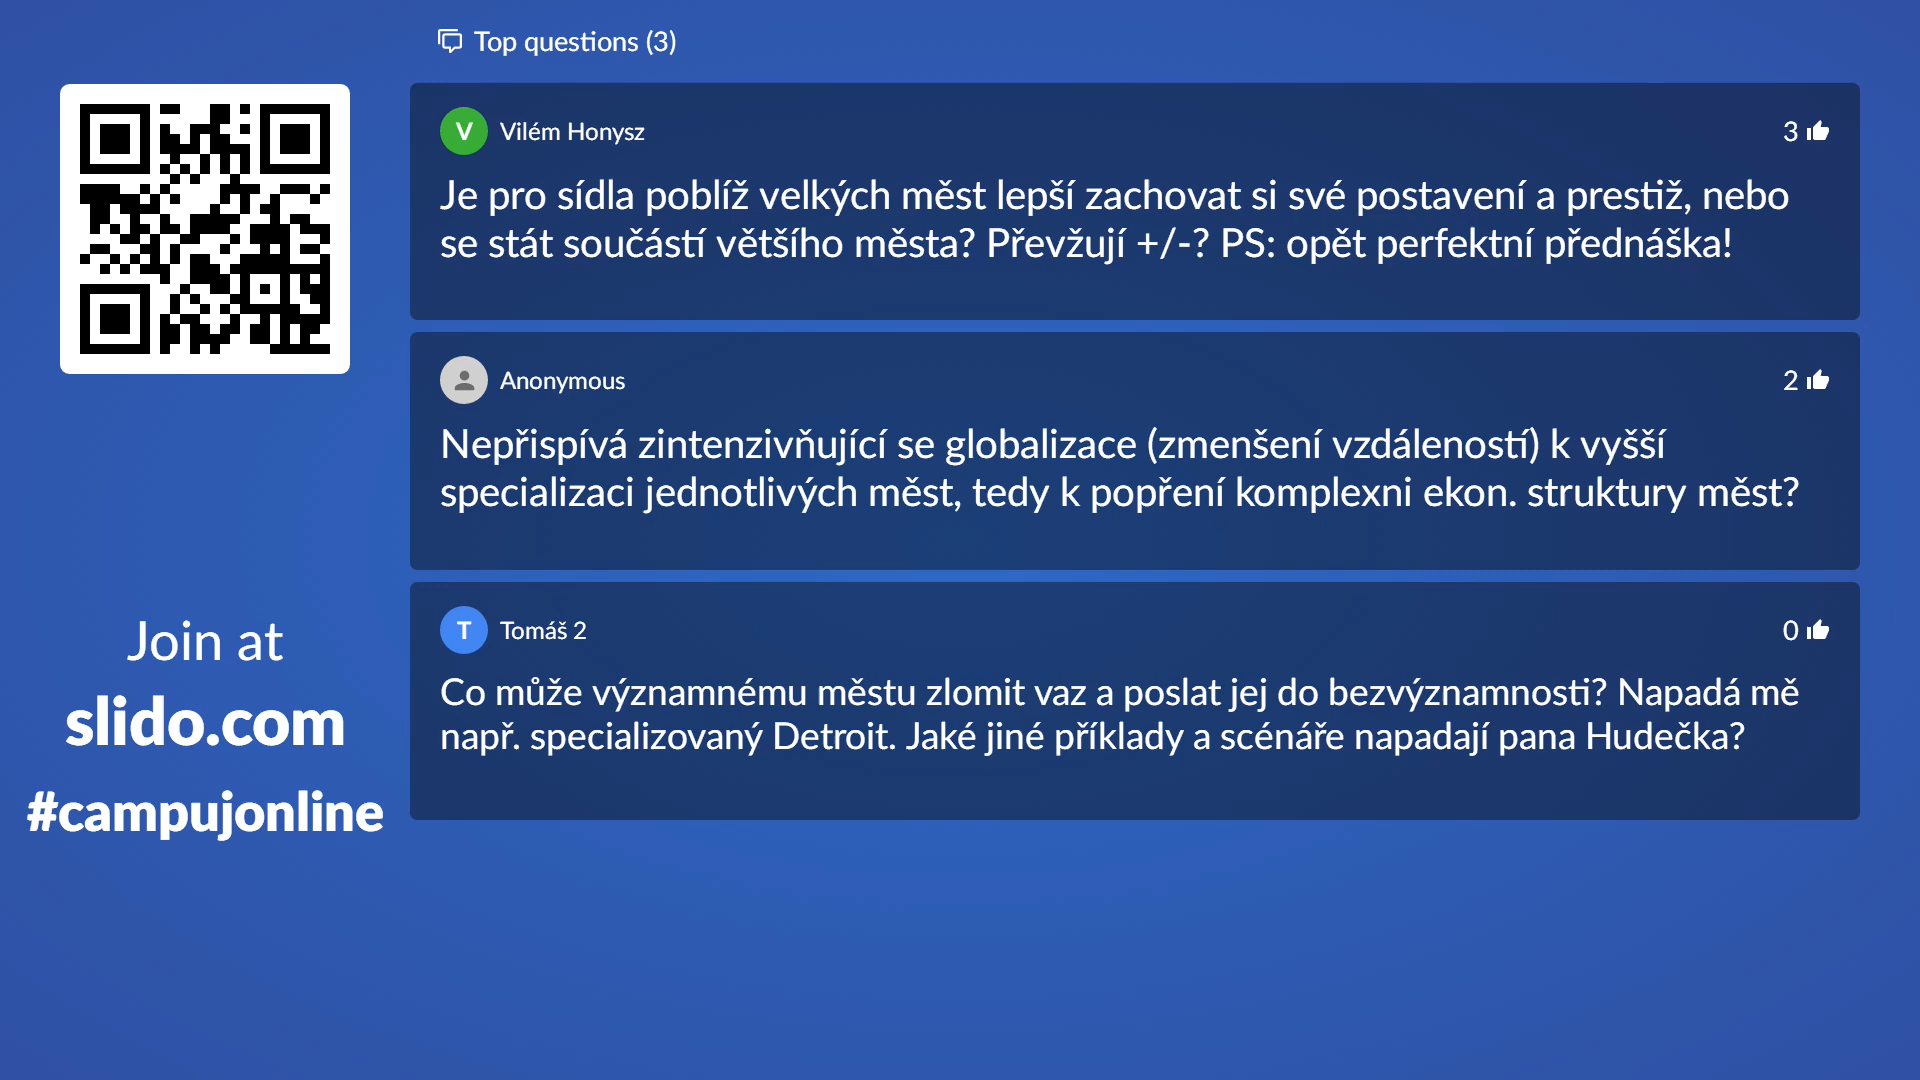 Top questions (3)
V Vilém Honysz 3
Je pro sídla poblíž velkých měst lepší zachovat si své postavení a prestiž, nebo
se stát součástí většího města? Převžují +/-? PS: opět perfektní přednáška!
Anonymous 2
Nepřispívá zintenzivňující se globalizace (zmenšení vzdáleností) k vyšší
specializaci jednotlivých měst, tedy k popření komplexni ekon. struktury měst?
T Tomáš 2 0
Co může významnému městu zlomit vaz a poslat jej do bezvýznamnosti? Napadá mě
např. specializovaný Detroit. Jaké jiné příklady a scénáře napadají pana Hudečka?
Join at
slido.com
#campujonline